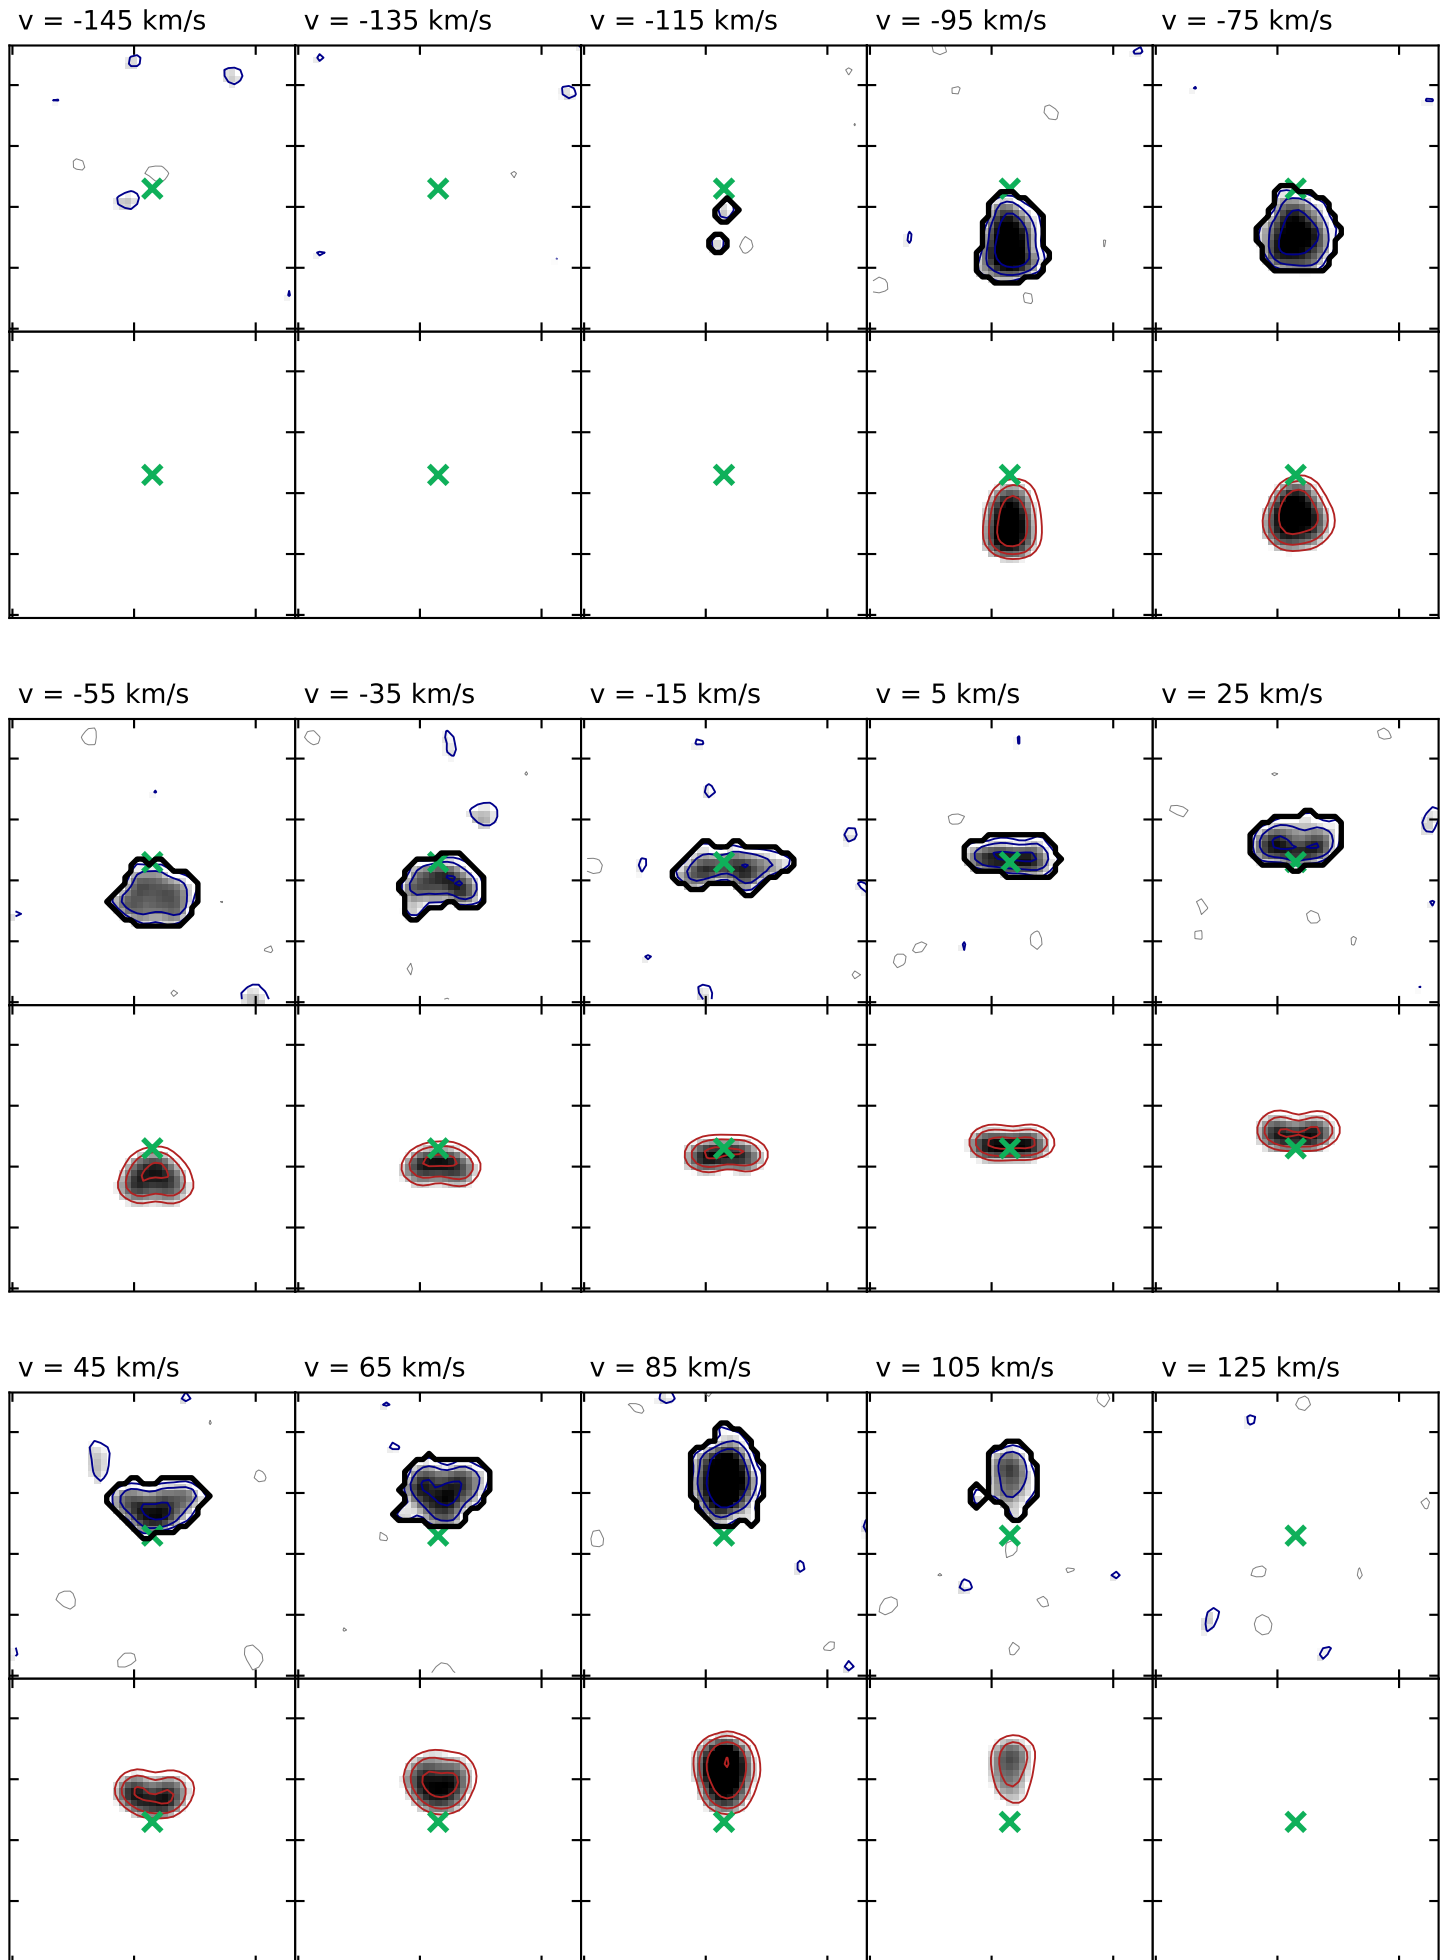 v = -145 km/s
v = -135 km/s
v = -115 km/s
v = -95 km/s
v = -75 km/s
v = -55 km/s
v = -35 km/s
v = -15 km/s
v = 5 km/s
v = 25 km/s
v = 45 km/s
v = 65 km/s
v = 85 km/s
v = 105 km/s
v = 125 km/s